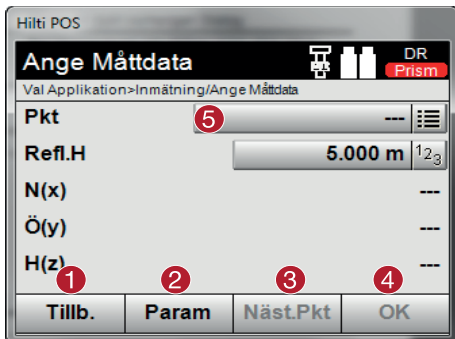 Hilti POS
Ange Måttdata DR Prism
Val Applikation>Inmätning/Ange Måttdata
Pkt 5 ---
Refl.H 5.000 m 123
N(x) ---
Ö(y) ---
H(z) ---
1 2 3 4
Tillb. Param Näst.Pkt OK